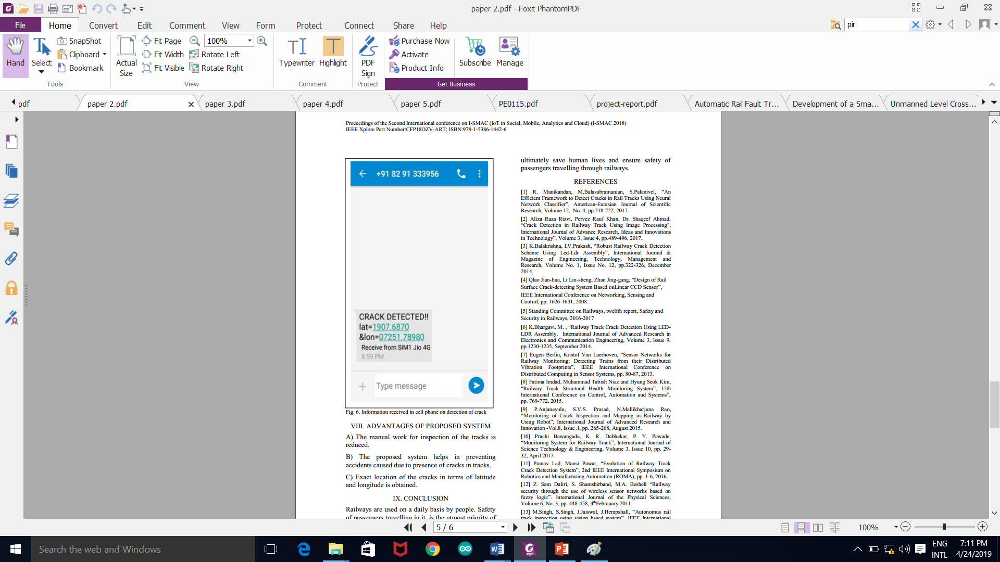 paper 2.pdf - Foxit PhantomPDF
File
Home
Convert
Edit
Comment
View
Form
Protect
Connect
Share
Help
pir
Hand
Select
SnapShot
Clipboard
Bookmark
Tools
Actual
Size
Fit Page
Fit Width
Fit Visible
100%
Rotate Left
Rotate Right
View
Typewriter
Highlight
Comment
PDF
Sign
Protect
Purchase Now
Activate
Product Info
Subscribe
Manage
Get Business
pdf
paper 2.pdf
paper 3.pdf
paper 4.pdf
paper 5.pdf
PE0115.pdf
project-report.pdf
Automatic Rail Fault Tr...
Development of a Sma...
Unmanned Level Cross...
Proceedings of the Second International conference on I-SMAC (IoT in Social, Mobile, Analytics and Cloud) (I-SMAC 2018)
IEEE Xplore Part Number:CFP18OZV-ART; ISBN:978-1-5386-1442-6
+91 82 91 333956
CRACK DETECTED!!
lat=1907.6870
&lon=07251.78980
Receive from SIM1 Jio 4G
8:59 PM
Type message
Fig. 6. Information received in cell phone on detection of crack
VIII. ADVANTAGES OF PROPOSED SYSTEM
A) The manual work for inspection of the tracks is
reduced.
B) The proposed system helps in preventing
accidents caused due to presence of cracks in tracks.
C) Exact location of the cracks in terms of latitude
and longitude is obtained.
IX. CONCLUSION
Railways are used on a daily basis by people. Safety
of passengers travelling in it, is the utmost priority of
ultimately save human lives and ensure safety of
passengers travelling through railways.
REFERENCES
[1] R. Manikandan, M.Balasubramanian, S.Palanivel, “An
Efficient Framework to Detect Cracks in Rail Tracks Using Neural
Network Classifier”, American-Eurasian Journal of Scientific
Research, Volume 12, No. 4, pp.218-222, 2017.
[2] Aliza Raza Rizvi, Pervez Rauf Khan, Dr. Shaqeef Ahmad,
“Crack Detection in Railway Track Using Image Processing”,
International Journal of Advance Research, Ideas and Innovations
in Technology”, Volume 3, Issue 4, pp.489-496, 2017.
[3] K.Balakrishna, I.V.Prakash, “Robust Railway Crack Detection
Scheme Using Led-Ldr Assembly”, International Journal &
Magazine of Engineering, Technology, Management and
Research, Volume No. 1, Issue No. 12, pp.322-326, December
2014.
[4] Qlao Jian-hua, Li Lin-sheng, Zhan Jing-gang, “Design of Rail
Surface Crack-detecting System Based onLinear CCD Sensor”,
IEEE International Conference on Networking, Sensing and
Control, pp. 1626-1631, 2008.
[5] Standing Committee on Railways, twelfth report, Safety and
Security in Railways, 2016-2017
[6] K.Bhargavi, M. , “Railway Track Crack Detection Using LED-
LDR Assembly, International Journal of Advanced Research in
Electronics and Communication Engineering, Volume 3, Issue 9,
pp.1230-1235, September 2014.
[7] Eugen Berlin, Kristof Van Laerhoven, “Sensor Networks for
Railway Monitoring: Detecting Trains from their Distributed
Vibration Footprints”, IEEE International Conference on
Distributed Computing in Sensor Systems, pp. 80-87, 2013.
[8] Fatima Imdad, Muhammad Tabish Niaz and Hyung Seok Kim,
“Railway Track Structural Health Monitoring System”, 15th
International Conference on Control, Automation and Systems”,
pp. 769-772, 2015.
[9] P.Anjaneyulu, S.V.S. Prasad, N.Mallikharjuna Rao,
“Monitoring of Crack Inspection and Mapping in Railway by
Using Robot”, International Journal of Advanced Research and
Innovation -Vol.8, Issue .I, pp. 265-268, August 2015.
[10] Prachi Bawangade, K. R. Dabhekar, P. Y. Pawade,
“Monitoring System for Railway Track”, International Journal of
Science Technology & Engineering, Volume 3, Issue 10, pp. 29-
32, April 2017.
[11] Pranav Lad, Mansi Pawar, “Evolution of Railway Track
Crack Detection System”, 2nd IEEE International Symposium on
Robotics and Manufacturing Automation (ROMA), pp. 1-6, 2016.
[12] Z. Sam Daliri, S. Shamshirband, M.A. Besheli “Railway
security through the use of wireless sensor networks based on
fuzzy logic”. International Journal of the Physical Sciences,
Volume 6, No. 3, pp. 448-458, 4thFebrauary 2011.
[13] M.Singh, S.Singh, J.Jaiswal, J.Hempshall, “Autonomus rail
track inspection using vision based system”, IEEE International
5 / 6
100%
Search the web and Windows
ENG
INTL
7:11 PM
4/24/2019